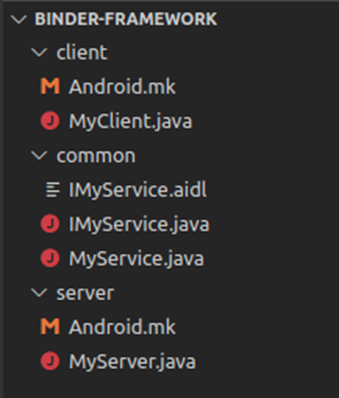 BINDER-FRAMEWORK
client
Android.mk
MyClient.java
common
IMyService.aidl
IMyService.java
MyService.java
server
Android.mk
MyServer.java